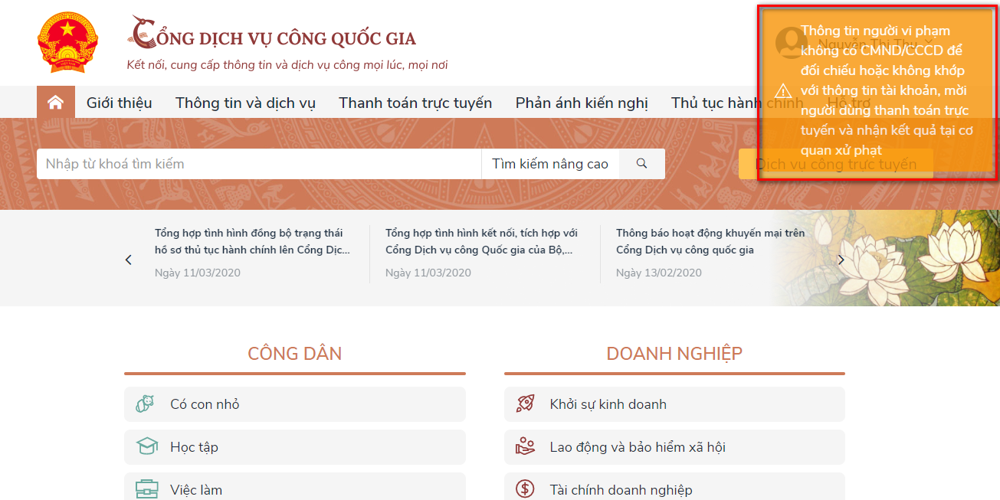 CỔNG DỊCH VỤ CÔNG QUỐC GIA
Kết nối, cung cấp thông tin và dịch vụ công mọi lúc, mọi nơi
Nguyễn Thị Thu
Thông tin người vi phạm
không có CMND/CCCD để
đối chiếu hoặc không khớp
với thông tin tài khoản, mời
người dùng thanh toán trực
tuyến và nhận kết quả tại cơ
quan xử phạt
Giới thiệu Thông tin và dịch vụ Thanh toán trực tuyến Phản ánh kiến nghị Thủ tục hành chính Hỗ trợ
Nhập từ khoá tìm kiếm Tìm kiếm nâng cao Dịch vụ công trực tuyến
Tổng hợp tình hình đồng bộ trạng thái
hồ sơ thủ tục hành chính lên Cổng Dịc...
Ngày 11/03/2020
Tổng hợp tình hình kết nối, tích hợp với
Cổng Dịch vụ công Quốc gia của Bộ,...
Ngày 11/03/2020
Thông báo hoạt động khuyến mại trên
Cổng Dịch vụ công quốc gia
Ngày 13/02/2020
CÔNG DÂN
Có con nhỏ
Học tập
Việc làm
DOANH NGHIỆP
Khởi sự kinh doanh
Lao động và bảo hiểm xã hội
Tài chính doanh nghiệp